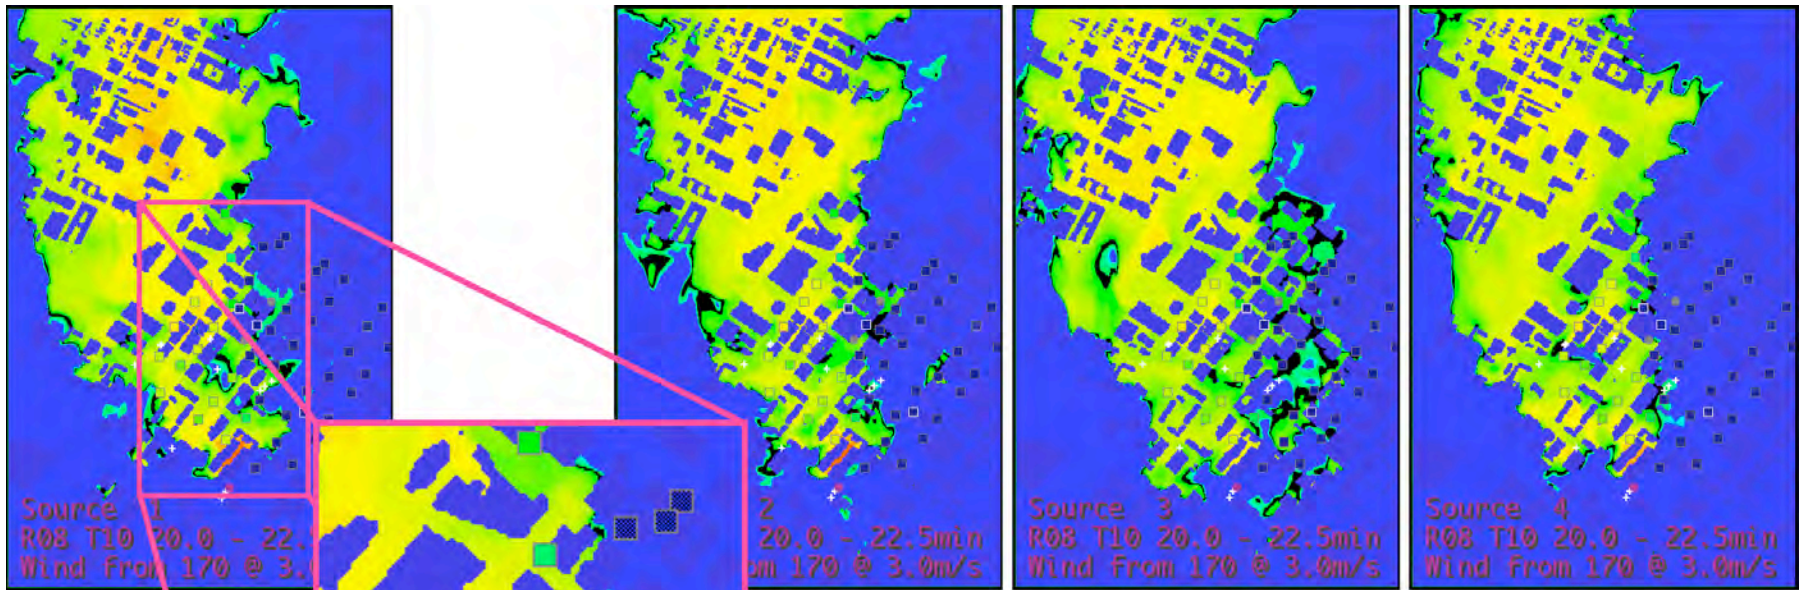 Source 1
R08 T10 20.0 - 22.
Wind From 170 @ 3.
2
20.0 - 22.5min
om 170 @ 3.0m/s
Source 3
R08 T10 20.0 - 22.5min
Wind From 170 @ 3.0m/s
Source 4
R08 T10 20.0 - 22.5min
Wind From 170 @ 3.0m/s